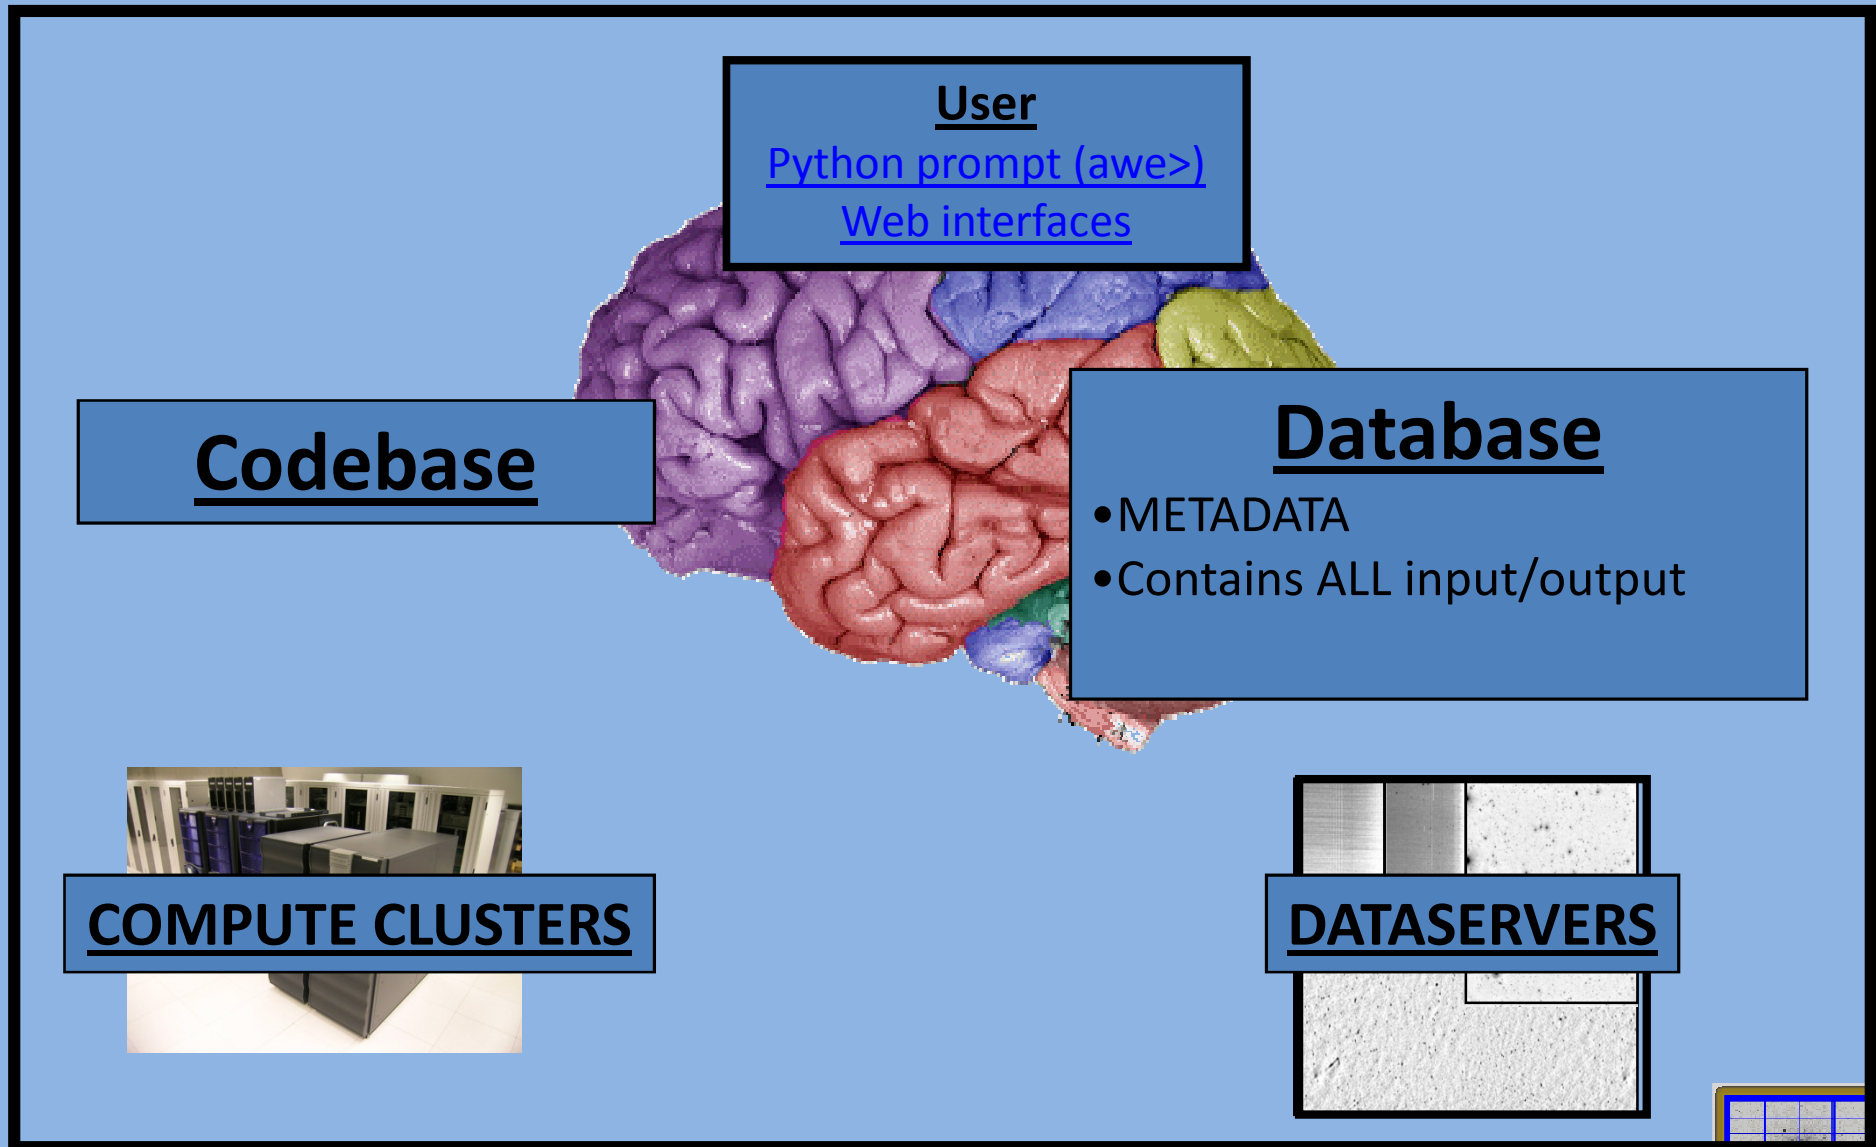 User
Python prompt (awe>)
Web interfaces
Codebase
Database
•METADATA
•Contains ALL input/output
COMPUTE CLUSTERS
DATASERVERS